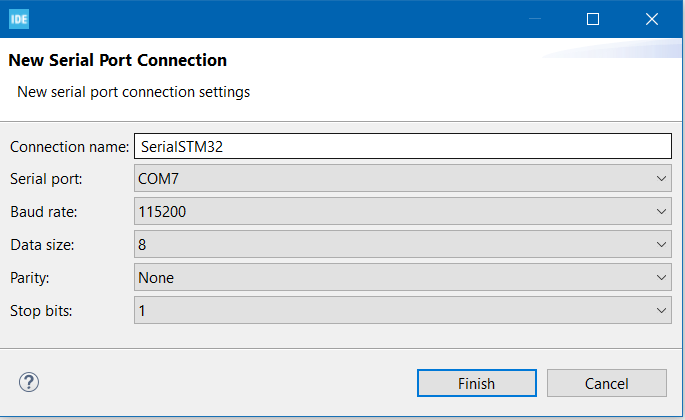 IDE
New Serial Port Connection
New serial port connection settings
Connection name: SerialSTM32
Serial port: COM7
Baud rate: 115200
Data size: 8
Parity: None
Stop bits: 1
? Finish Cancel